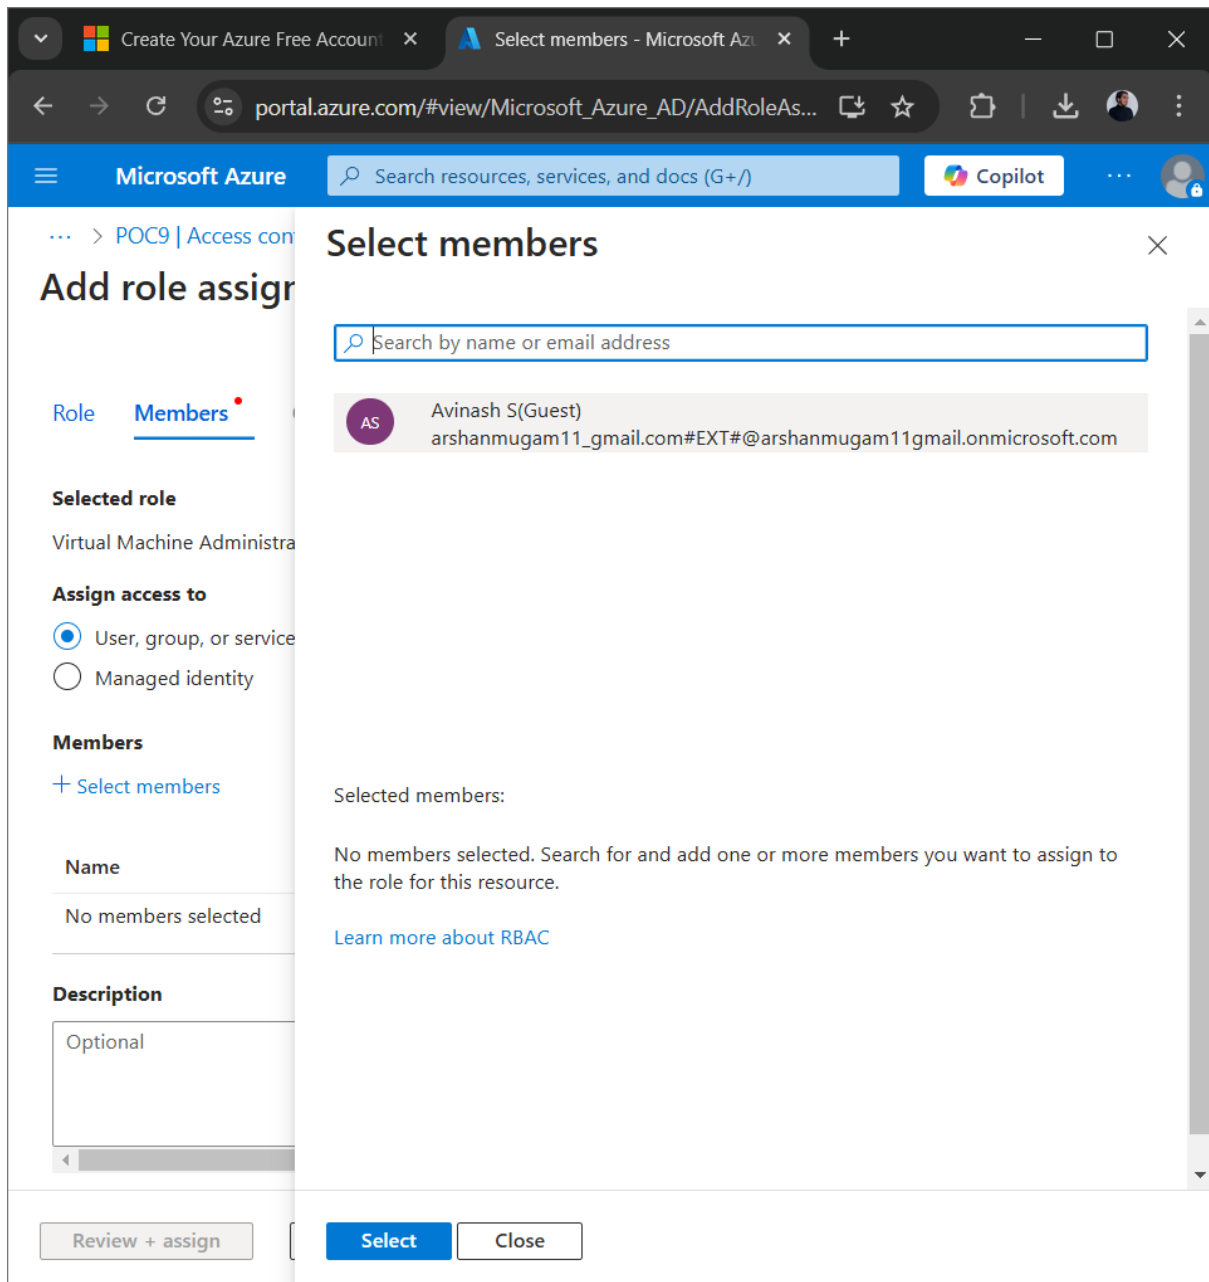 Create Your Azure Free Account
Select members - Microsoft Azu
portal.azure.com/#view/Microsoft_Azure_AD/AddRoleAs...
Microsoft Azure
Search resources, services, and docs (G+/)
Copilot
...
... > POC9 | Access con
Add role assign
Role
Members
Selected role
Virtual Machine Administra
Assign access to
User, group, or service
Managed identity
Members
+ Select members
Name
No members selected
Description
Optional
Review + assign
Select members
Search by name or email address
AS
Avinash S(Guest)
arshanmugam11_gmail.com#EXT#@arshanmugam11gmail.onmicrosoft.com
Selected members:
No members selected. Search for and add one or more members you want to assign to
the role for this resource.
Learn more about RBAC
Select
Close